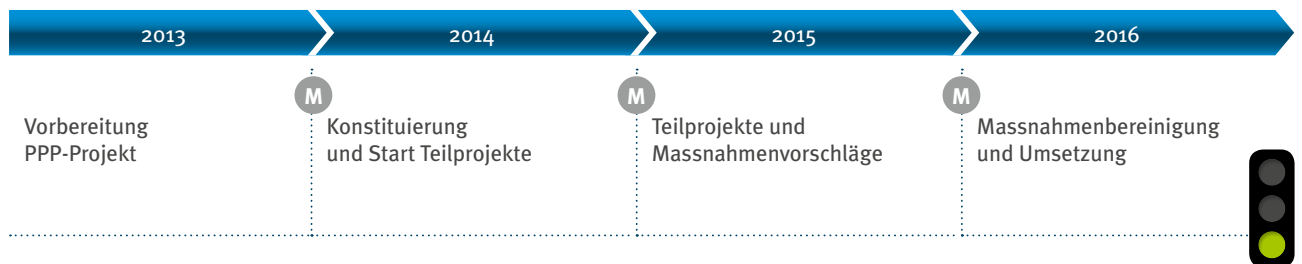 2013
2014
2015
2016
M
M
M
Vorbereitung
PPP-Projekt
Konstituierung
und Start Teilprojekte
Teilprojekte und
Massnahmenvorschläge
Massnahmenbereinigung
und Umsetzung